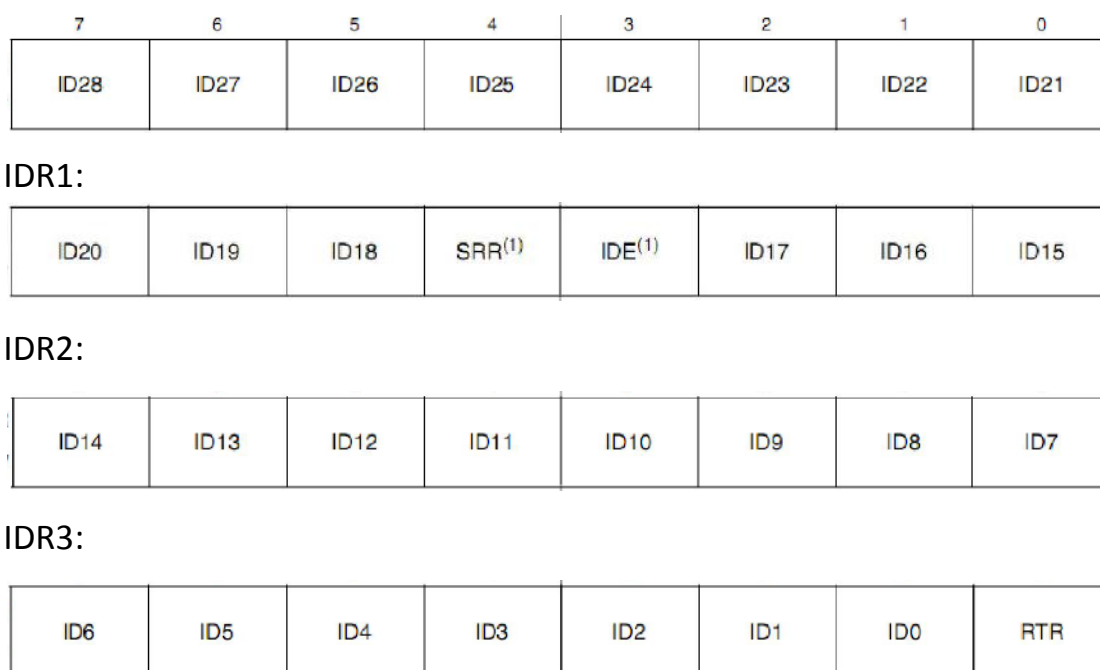 7 6 5 4 3 2 1 0
ID28 ID27 ID26 ID25 ID24 ID23 ID22 ID21
IDR1:
ID20 ID19 ID18 SRR(1) IDE(1) ID17 ID16 ID15
IDR2:
ID14 ID13 ID12 ID11 ID10 ID9 ID8 ID7
IDR3:
ID6 ID5 ID4 ID3 ID2 ID1 ID0 RTR